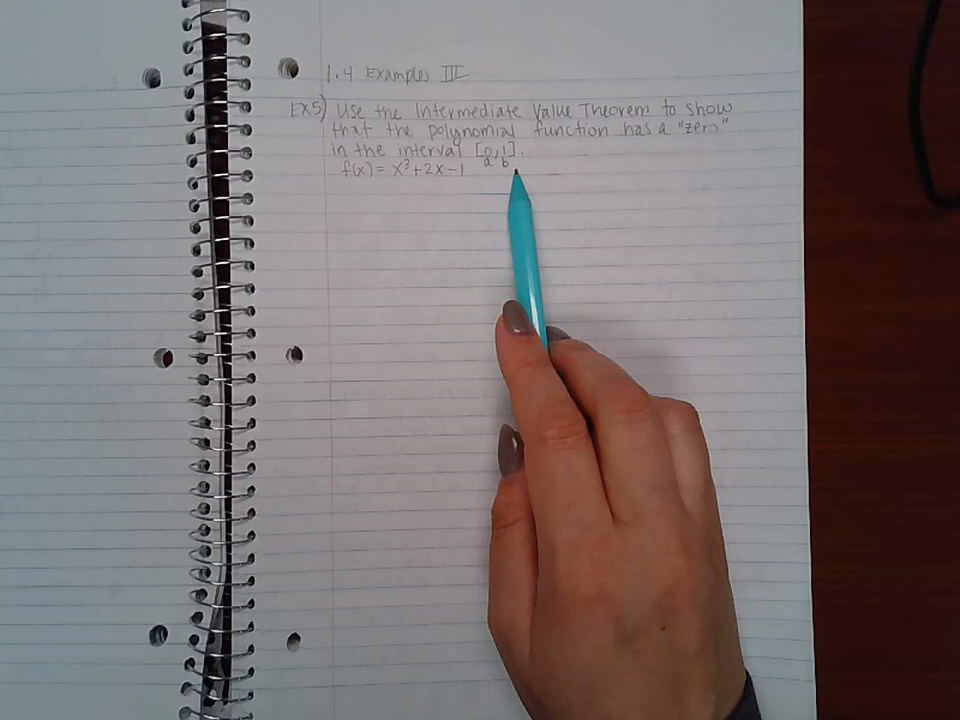 1.4 Examples III
EX5) Use the Intermediate Value Theorem to show
that the polynomial function has a "zero"
in the interval [0,1].
a b
f(x) = x³+2x-1